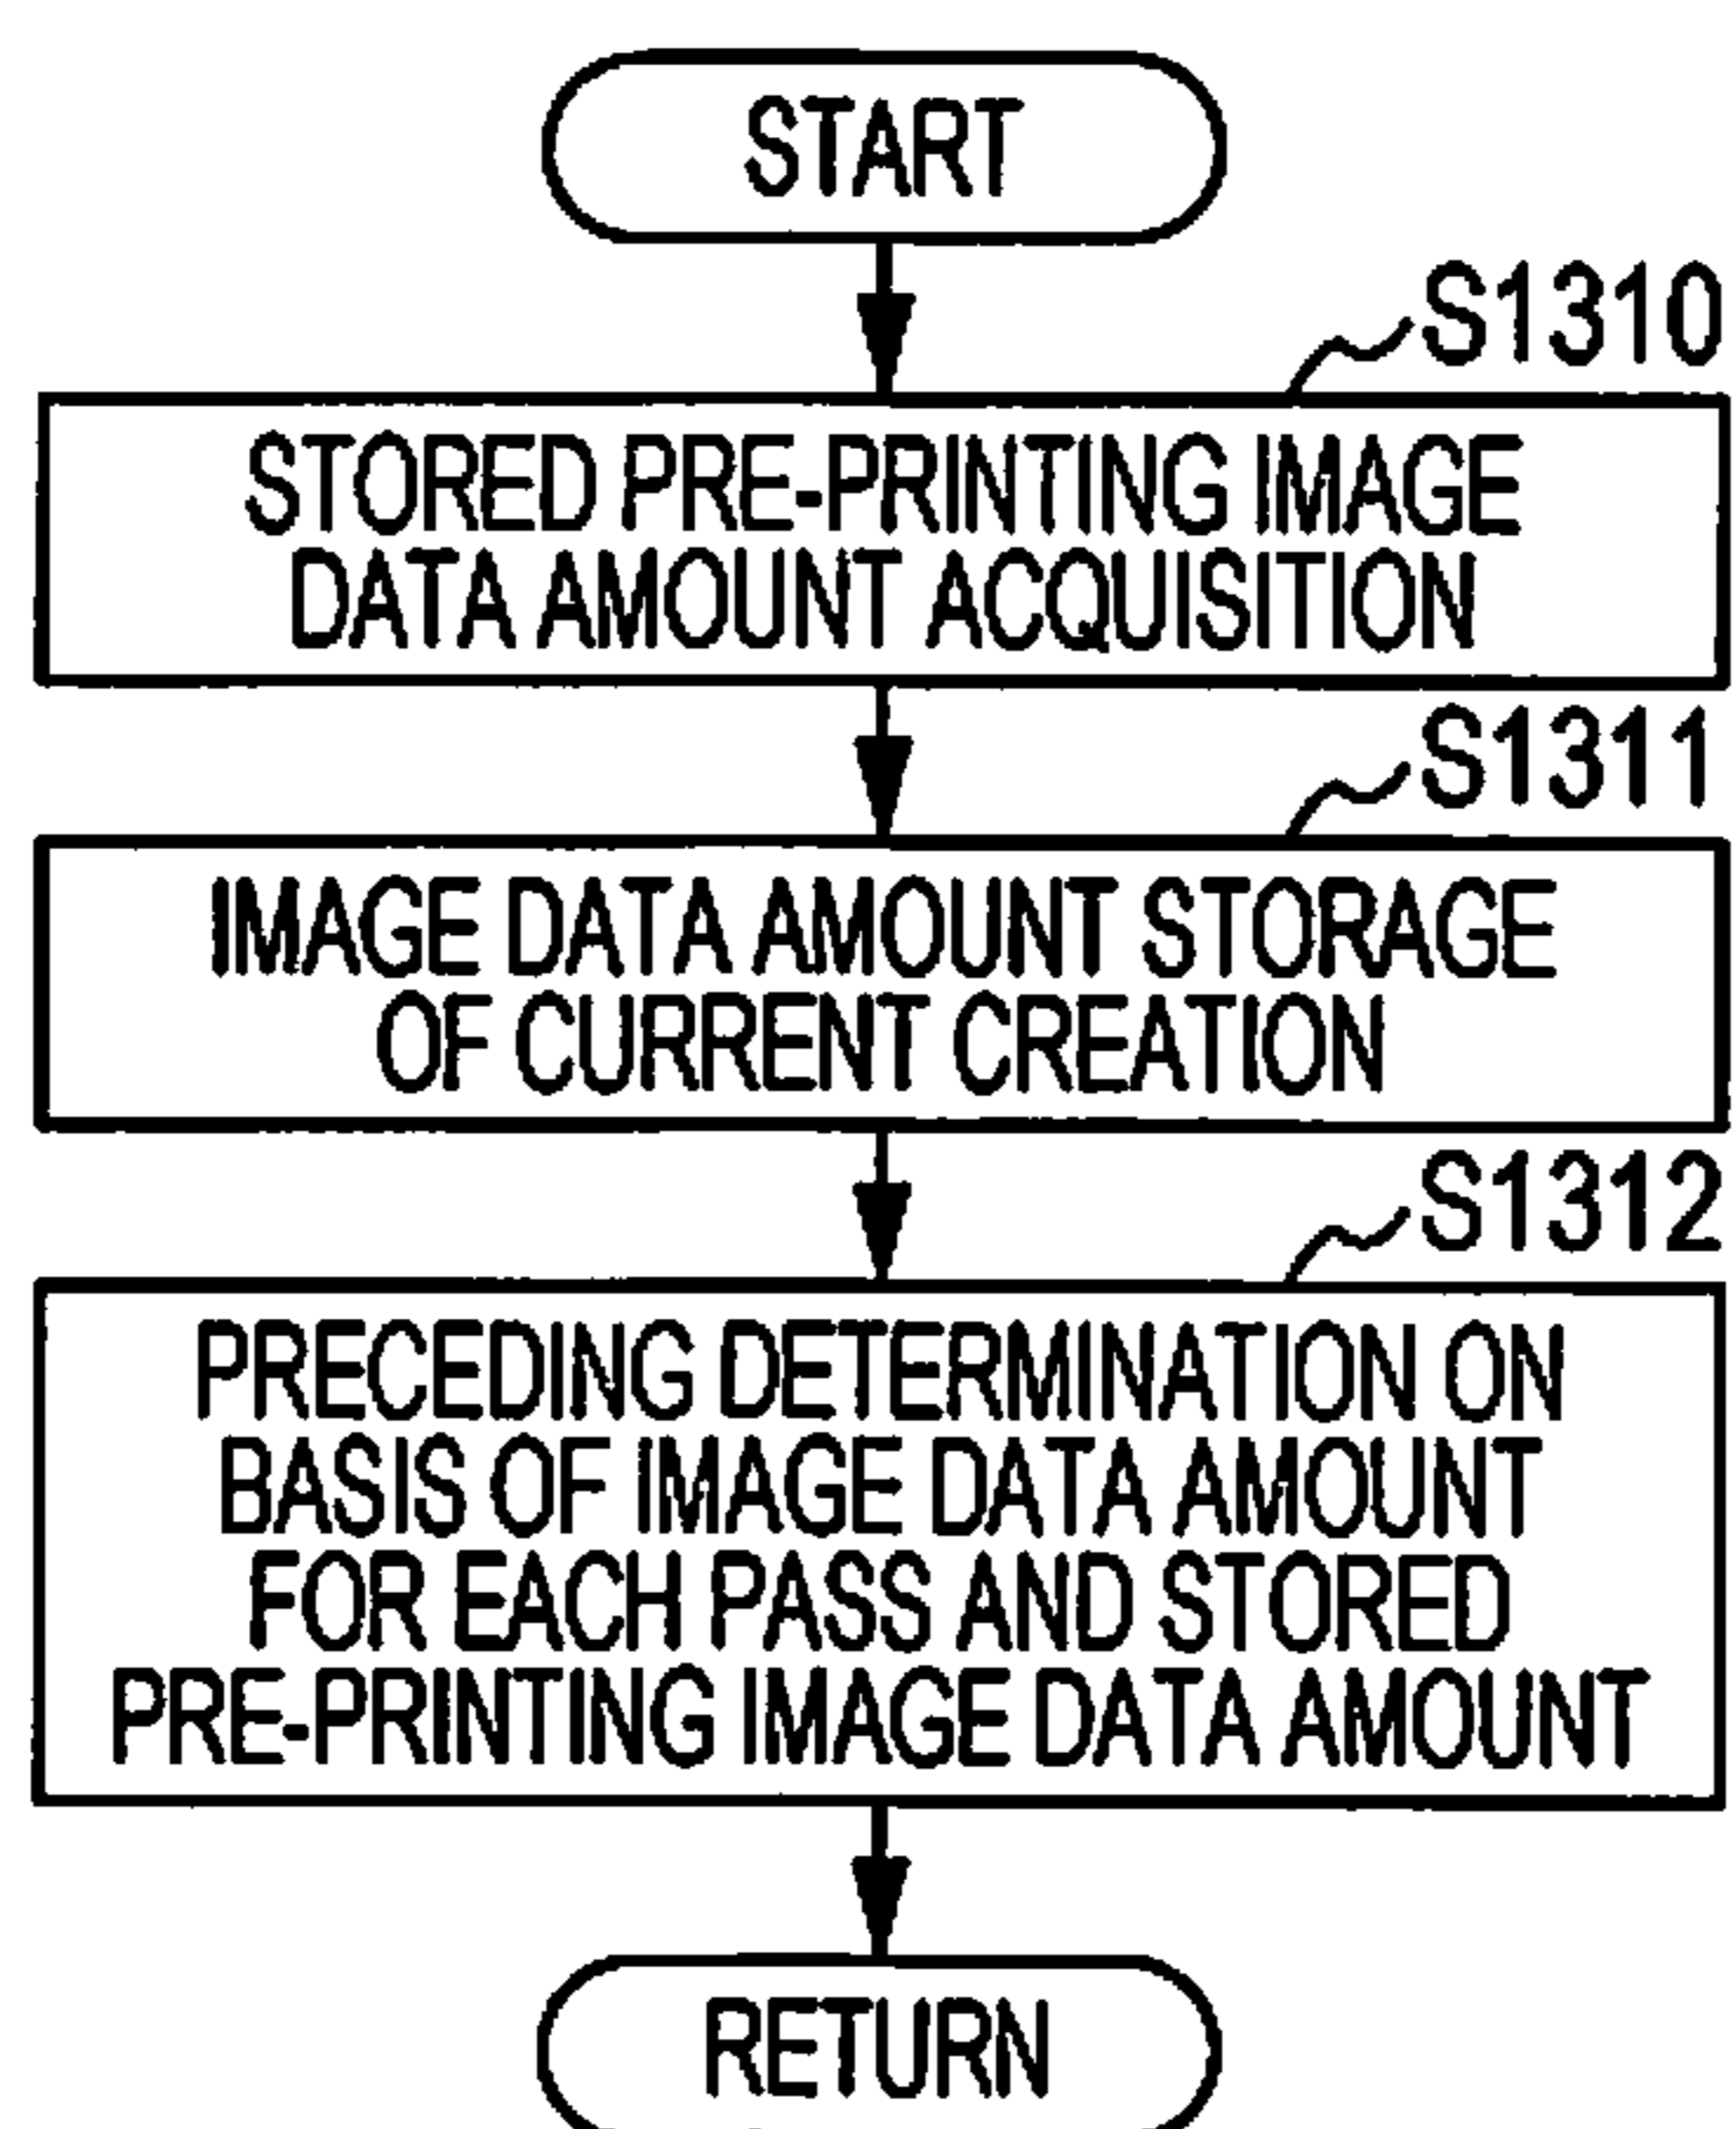 START
S1310
STORED PRE-PRINTING IMAGE
DATA AMOUNT ACQUISITION
S1311
IMAGE DATA AMOUNT STORAGE
OF CURRENT CREATION
S1312
PRECEDING DETERMINATION ON
BASIS OF IMAGE DATA AMOUNT
FOR EACH PASS AND STORED
PRE-PRINTING IMAGE DATA AMOUNT
RETURN